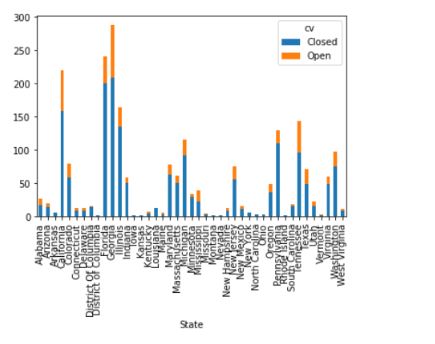 300
250
200
150
100
50
0
cv
Closed
Open
Alabama
Arizona
Arkansas
California
Colorado
Connecticut
Delaware
District Of Columbia
District of Columbia
Florida
Georgia
Illinois
Indiana
Iowa
Kansas
Kentucky
Louisiana
Maine
Maryland
Massachusetts
Michigan
Minnesota
Mississippi
Missouri
Montana
Nevada
New Hampshire
New Jersey
New Mexico
New York
North Carolina
Ohio
Oregon
Pennsylvania
Rhode Island
South Carolina
Tennessee
Texas
Utah
Vermont
Virginia
Washington
West Virginia
State